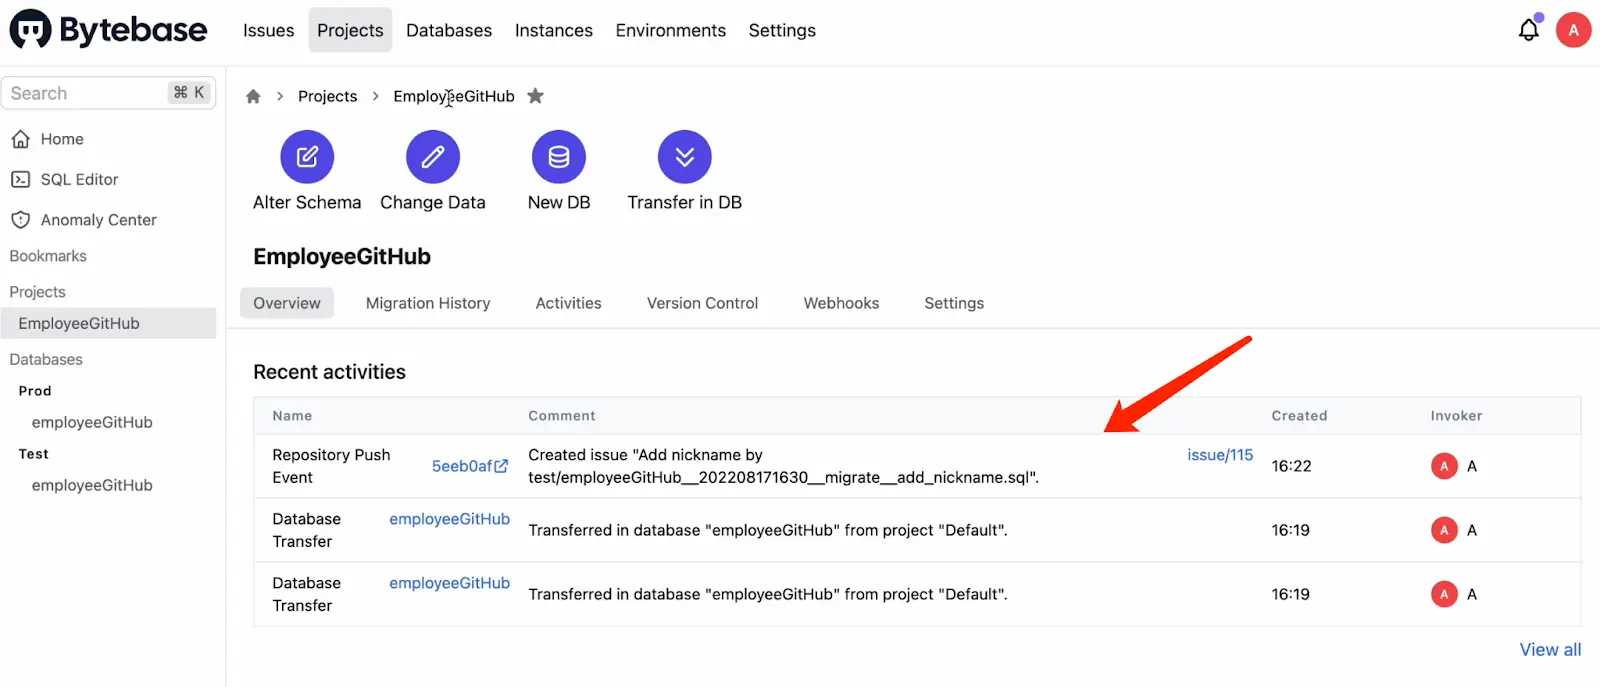 Bytebase
Issues Projects Databases Instances Environments Settings
A
Search ⌘ K
Home
SQL Editor
Anomaly Center
Bookmarks
Projects
EmployeeGitHub
Databases
Prod
employeeGitHub
Test
employeeGitHub
Projects > EmployeeGitHub
Alter Schema Change Data New DB Transfer in DB
EmployeeGitHub
Overview Migration History Activities Version Control Webhooks Settings
Recent activities
Name Comment Created Invoker
Repository Push Event 5eeb0af Created issue "Add nickname by issue/115 16:22 A A
test/employeeGitHub__202208171630__migrate__add_nickname.sql".
Database Transfer employeeGitHub Transferred in database "employeeGitHub" from project "Default". 16:19 A A
Database Transfer employeeGitHub Transferred in database "employeeGitHub" from project "Default". 16:19 A A
View all